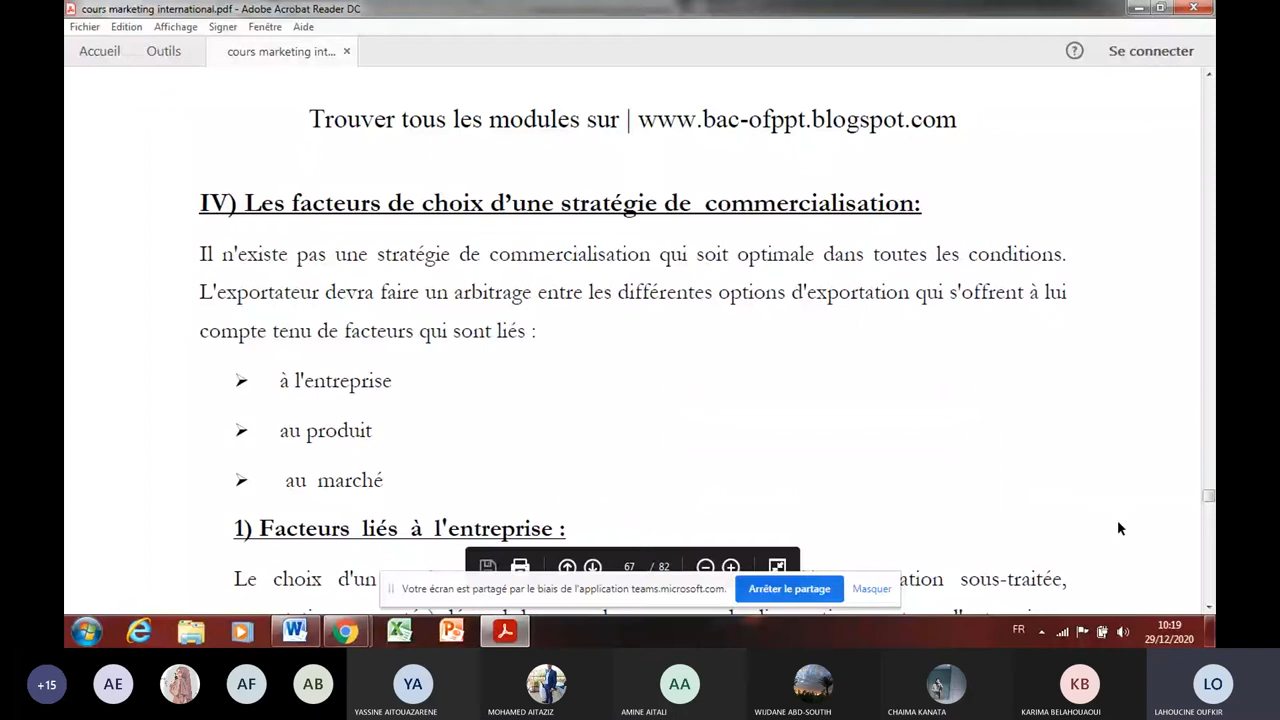 cours marketing international.pdf - Adobe Acrobat Reader DC
Fichier Edition Affichage Signer Fenêtre Aide
Accueil Outils cours marketing int... × ? Se connecter
Trouver tous les modules sur | www.bac-ofppt.blogspot.com
IV) Les facteurs de choix d’une stratégie de commercialisation:
Il n'existe pas une stratégie de commercialisation qui soit optimale dans toutes les conditions.
L'exportateur devra faire un arbitrage entre les différentes options d'exportation qui s'offrent à lui
compte tenu de facteurs qui sont liés :
➢ à l'entreprise
➢ au produit
➢ au marché
1) Facteurs liés à l'entreprise :
67 / 82
Le choix d'un sous-traitée,
Votre écran est partagé par le biais de l'application teams.microsoft.com. Arrêter le partage Masquer
FR 10:19
29/12/2020
+15 AE AF AB YA AA KB LO
YASSINE AITOUAZARENE MOHAMED AITAZIZ AMINE AITALI WIJDANE ABD-SOUTIH CHAIMA KANATA KARIMA BELAHOUAOUI LAHOUCINE OUFKIR